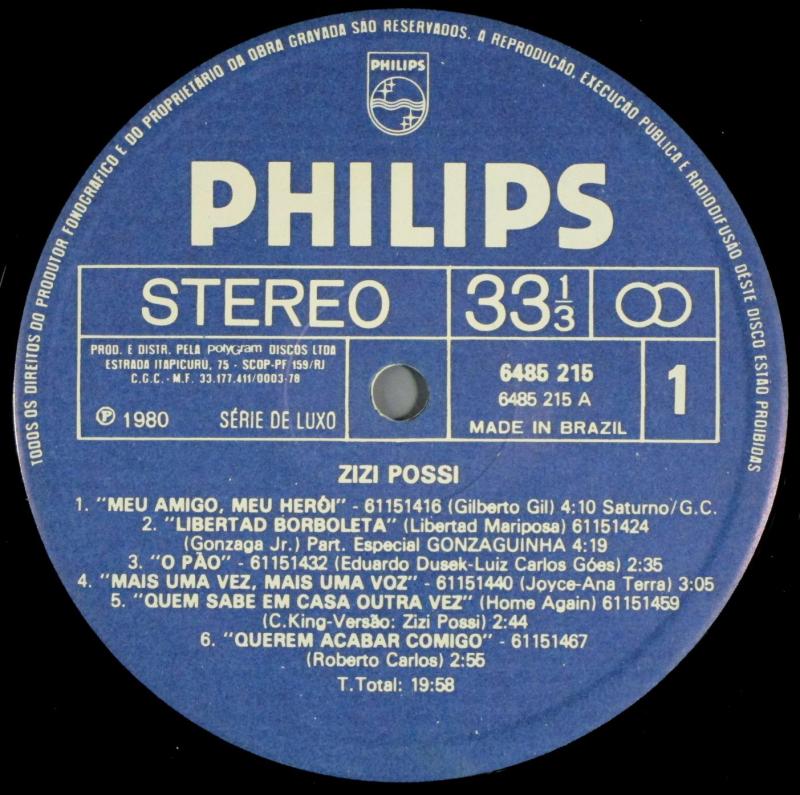 TODOS OS DIREITOS DO PRODUTOR FONOGRÁFICO E DO PROPRIETÁRIO DA OBRA GRAVADA SÃO RESERVADOS. A REPRODUÇÃO, EXECUÇÃO PÚBLICA E RADIODIFUSÃO DÊSTE DISCO ESTÃO PROIBIDAS
PHILIPS
PHILIPS
STEREO
33 1/3
PROD. E DISTR. PELA polyGram DISCOS LTDA
ESTRADA ITAPICURÚ, 75 - SCOP-PF 159/RJ
C.G.C. - M.F. 33.177.411/0003-78
℗ 1980 SÉRIE DE LUXO
6485 215
6485 215 A
MADE IN BRAZIL
1
ZIZI POSSI
1. "MEU AMIGO, MEU HERÓI" - 61151416 (Gilberto Gil) 4:10 Saturno/G.C.
2. "LIBERTAD BORBOLETA" (Libertad Mariposa) 61151424
(Gonzaga Jr.) Part. Especial GONZAGUINHA 4:19
3. "O PÃO" - 61151432 (Eduardo Dusek-Luiz Carlos Góes) 2:35
4. "MAIS UMA VEZ, MAIS UMA VOZ" - 61151440 (Joyce-Ana Terra) 3:05
5. "QUEM SABE EM CASA OUTRA VEZ" (Home Again) 61151459
(C.King-Versão: Zizi Possi) 2:44
6. "QUEREM ACABAR COMIGO" - 61151467
(Roberto Carlos) 2:55
T.Total: 19:58